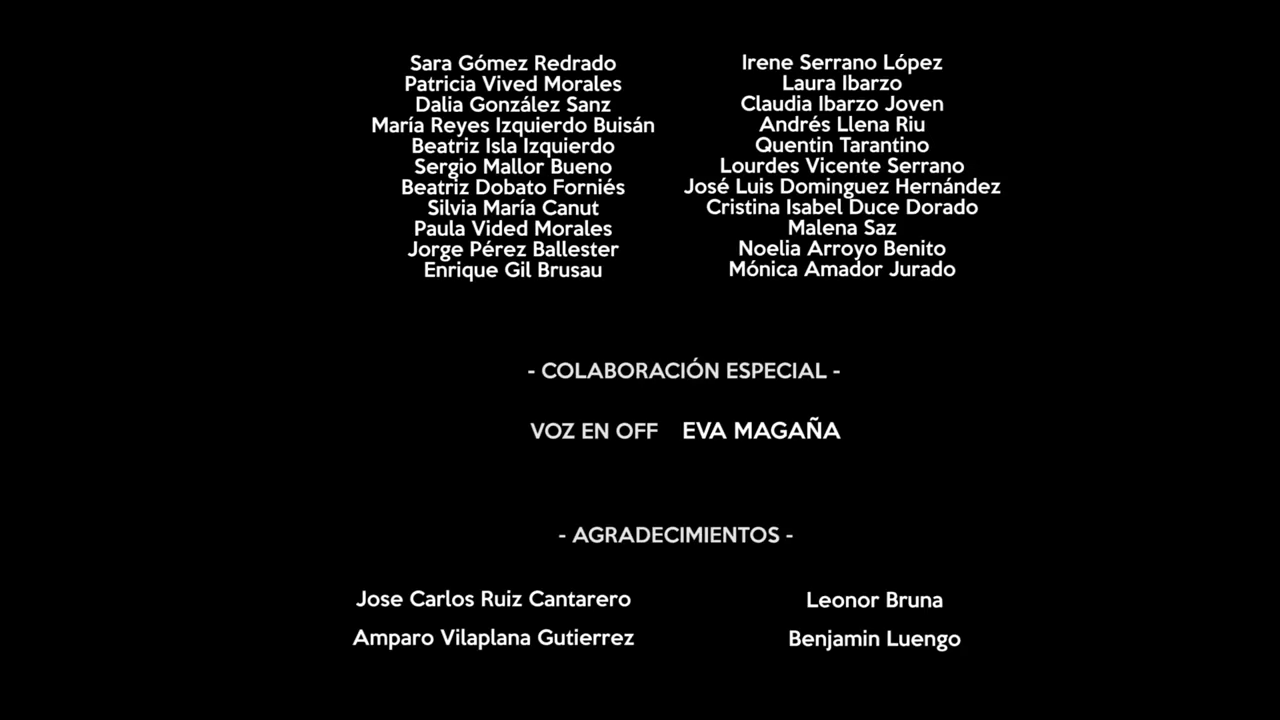 Sara Gómez Redrado
Patricia Vived Morales
Dalia González Sanz
María Reyes Izquierdo Buisán
Beatriz Isla Izquierdo
Sergio Mallor Bueno
Beatriz Dobato Forniés
Silvia María Canut
Paula Vided Morales
Jorge Pérez Ballester
Enrique Gil Brusau
Irene Serrano López
Laura Ibarzo
Claudia Ibarzo Joven
Andrés Llena Riu
Quentin Tarantino
Lourdes Vicente Serrano
José Luis Dominguez Hernández
Cristina Isabel Duce Dorado
Malena Saz
Noelia Arroyo Benito
Mónica Amador Jurado
- COLABORACIÓN ESPECIAL -
VOZ EN OFF EVA MAGAÑA
- AGRADECIMIENTOS -
Jose Carlos Ruiz Cantarero
Leonor Bruna
Amparo Vilaplana Gutierrez
Benjamin Luengo